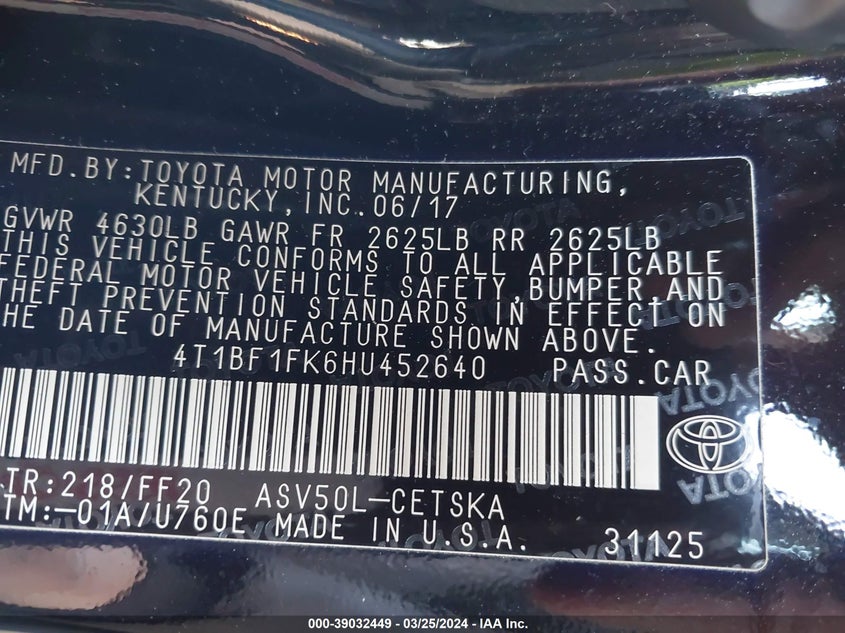 MFD.BY:TOYOTA MOTOR MANUFACTURING,
KENTUCKY,INC.06/17
GVWR 4630LB GAWR FR 2625LB RR 2625LB
THIS VEHICLE CONFORMS TO ALL APPLICABLE
FEDERAL MOTOR VEHICLE SAFETY,BUMPER,AND
THEFT PREVENTION STANDARDS IN EFFECT ON
THE DATE OF MANUFACTURE SHOWN ABOVE.
4T1BF1FK6HU452640 PASS.CAR
TR:218/FF20 ASV50L-CETSKA
TM:-01A/U760E MADE IN U.S.A. 31125
TOYOTA
000-39032449 - 03/25/2024 - IAA Inc.